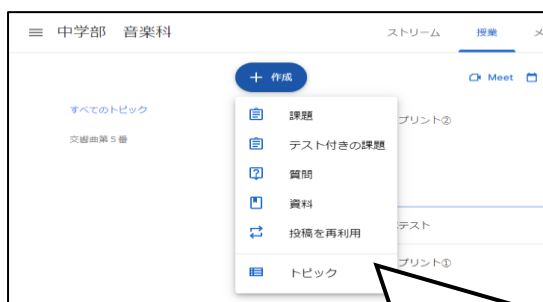 中学部 音楽科
ストリーム 授業
+ 作成
Meet
すべてのトピック
交響曲第5番
課題
プリント②
テスト付きの課題
質問
資料
テスト
投稿を再利用
プリント①
トピック